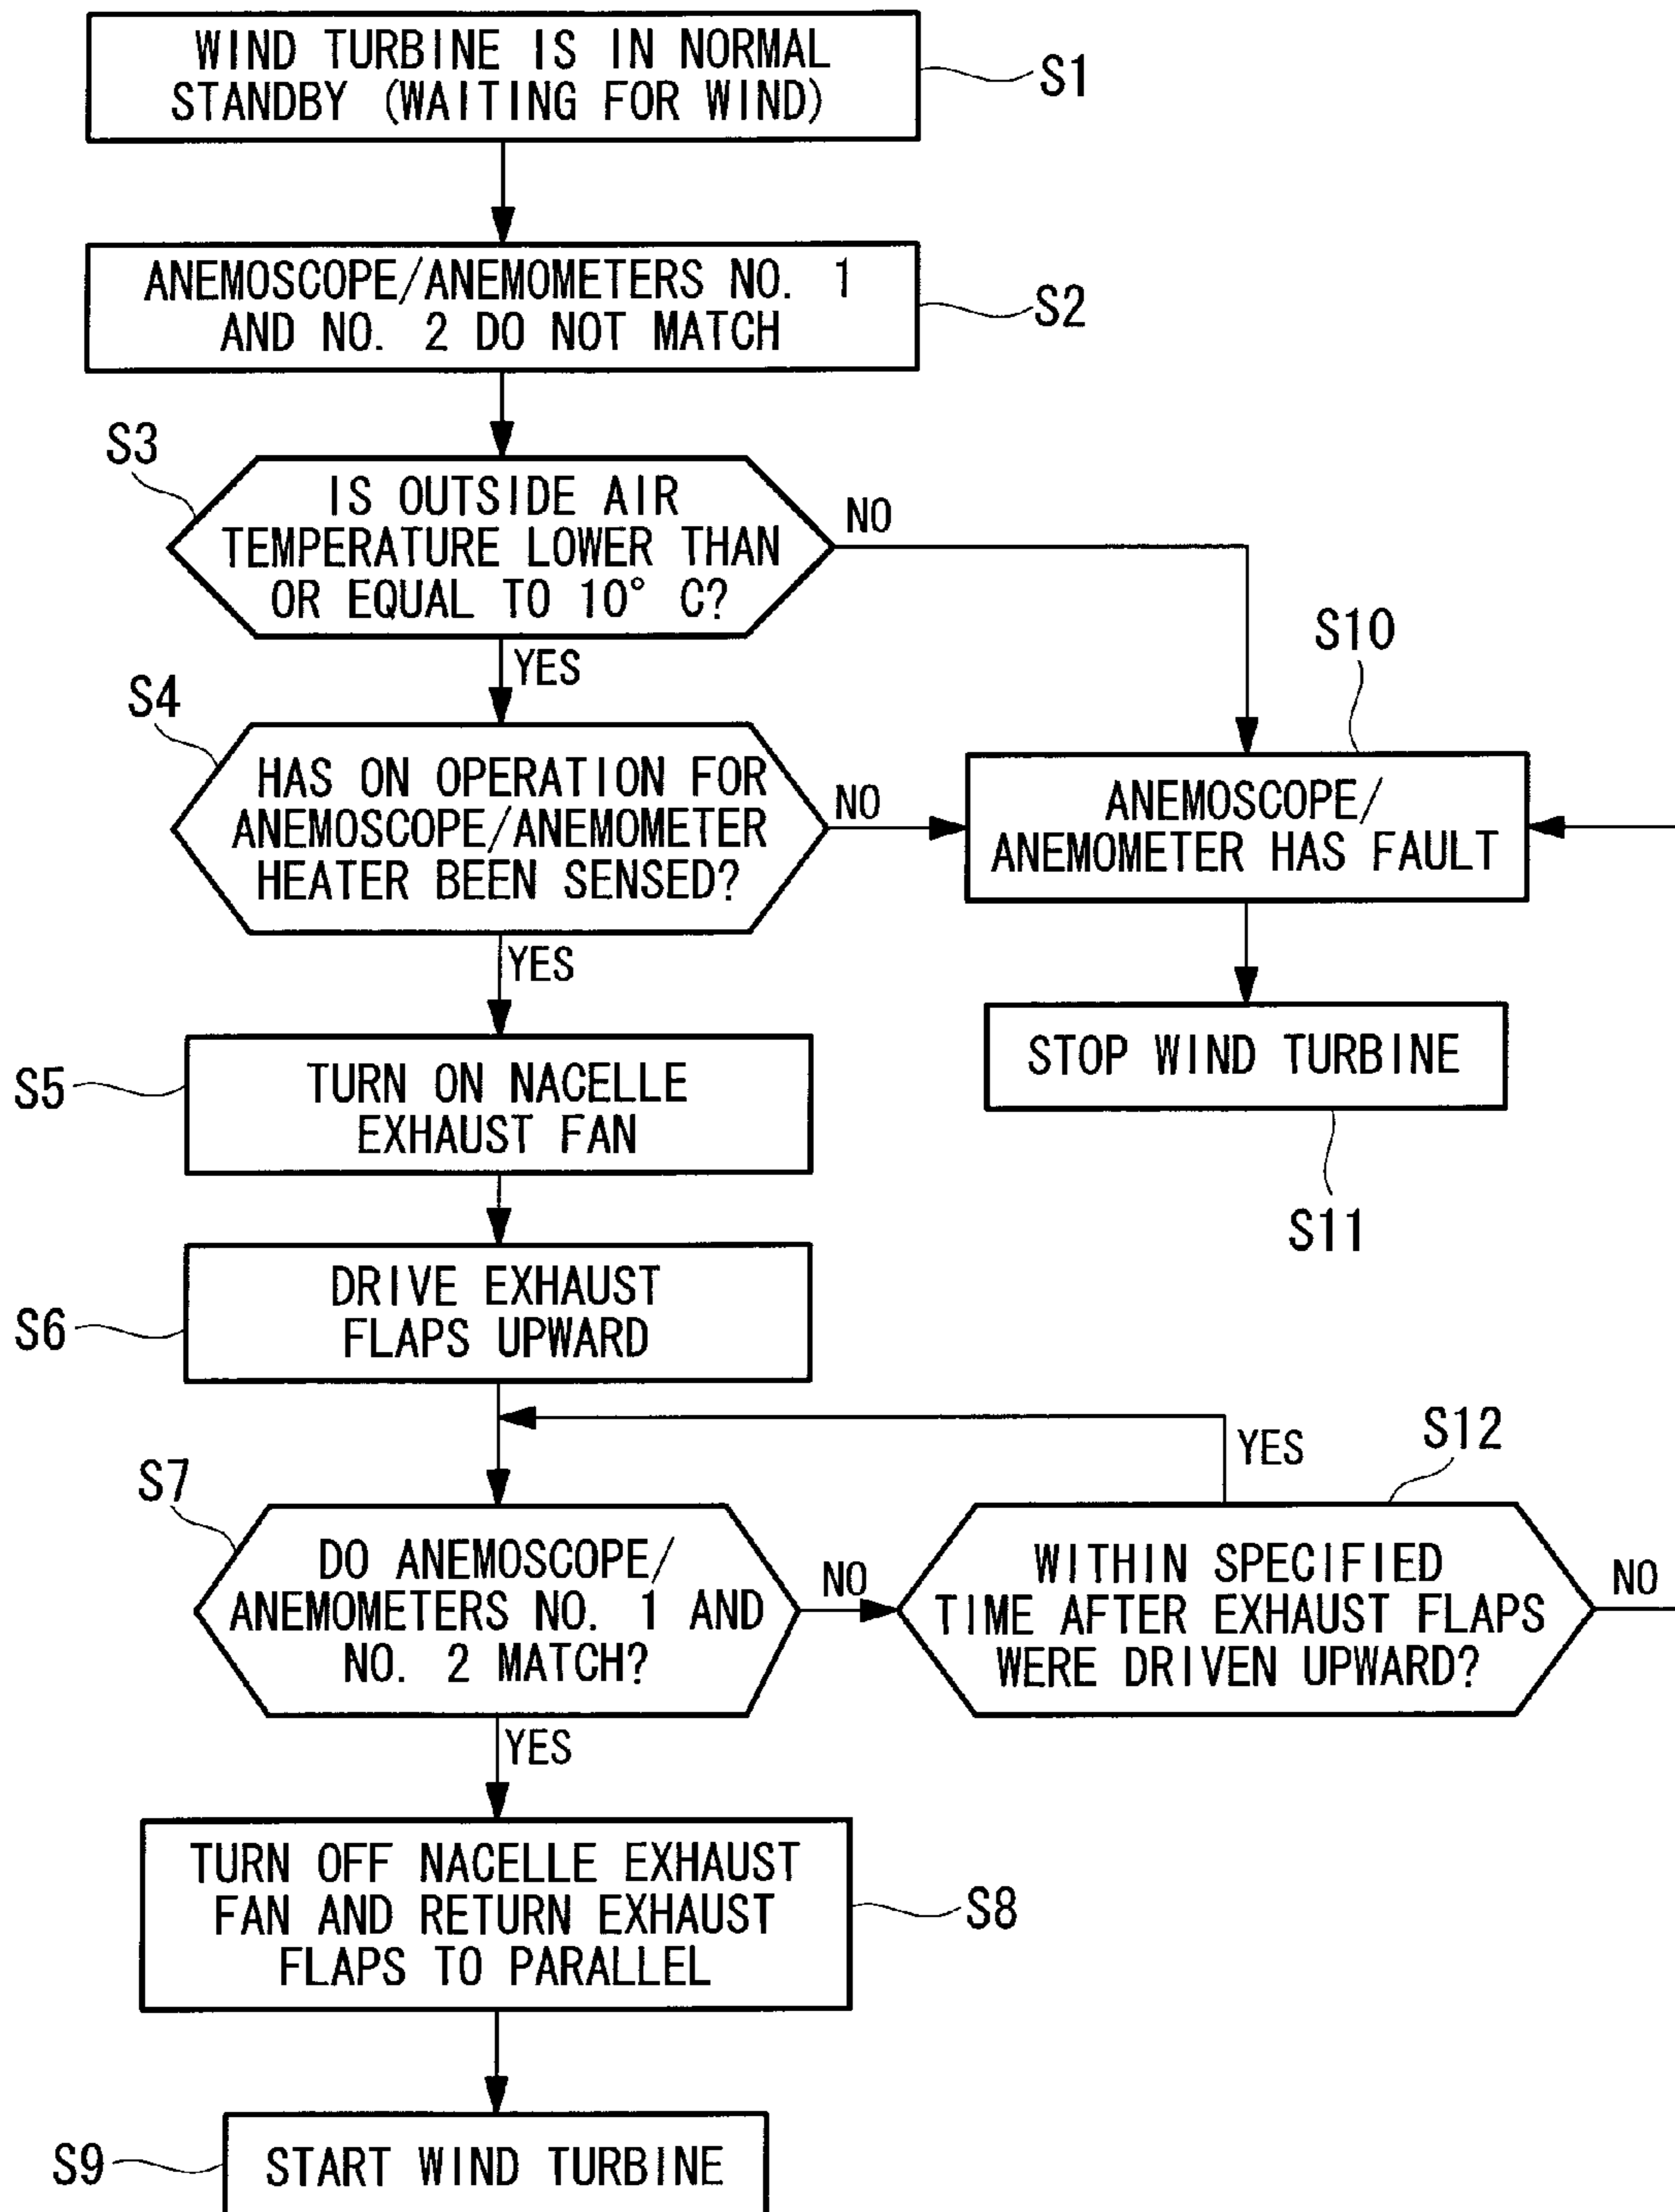 WIND TURBINE IS IN NORMAL
STANDBY (WAITING FOR WIND)
S1
ANEMOSCOPE/ANEMOMETERS NO. 1
AND NO. 2 DO NOT MATCH
S2
S3
IS OUTSIDE AIR
TEMPERATURE LOWER THAN
OR EQUAL TO 10° C?
NO
YES
S4
HAS ON OPERATION FOR
ANEMOSCOPE/ANEMOMETER
HEATER BEEN SENSED?
NO
YES
S10
ANEMOSCOPE/
ANEMOMETER HAS FAULT
STOP WIND TURBINE
S11
S5
TURN ON NACELLE
EXHAUST FAN
S6
DRIVE EXHAUST
FLAPS UPWARD
S7
DO ANEMOSCOPE/
ANEMOMETERS NO. 1 AND
NO. 2 MATCH?
NO
YES
S12
YES
WITHIN SPECIFIED
TIME AFTER EXHAUST FLAPS
WERE DRIVEN UPWARD?
NO
TURN OFF NACELLE EXHAUST
FAN AND RETURN EXHAUST
FLAPS TO PARALLEL
S8
S9
START WIND TURBINE